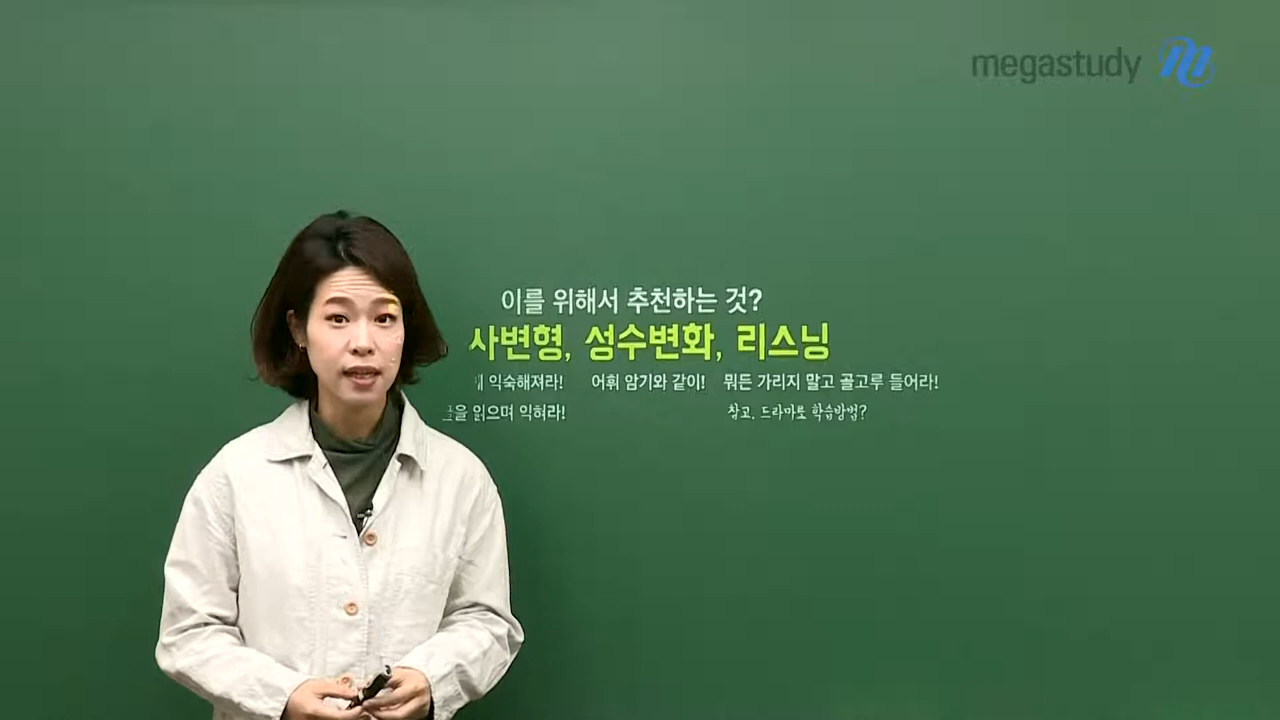 megastudy
이를 위해서 추천하는 것?
사변형, 성수변화, 리스닝
익숙해져라! 어휘 암기와 같이! 뭐든 가리지 말고 골고루 들어라!
읽으며 익혀라! 참고. 드라마로 학습방법?